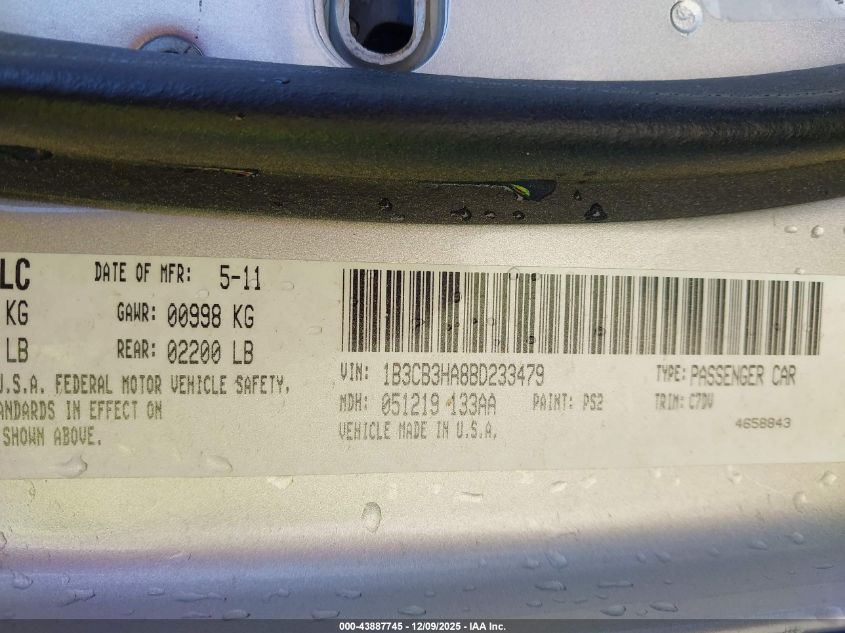 LC DATE OF MFR: 5-11
KG GAWR: 00998 KG
LB REAR: 02200 LB
U.S.A. FEDERAL MOTOR VEHICLE SAFETY,
ANDARDS IN EFFECT ON
SHOWN ABOVE.
VIN: 1B3CB3HA8BD233479 TYPE: PASSENGER CAR
MDH: 051219 133AA PAINT: PS2 TRIM: C7DV
VEHICLE MADE IN U.S.A. 4658843
000-43887745 - 12/09/2025 - IAA Inc.